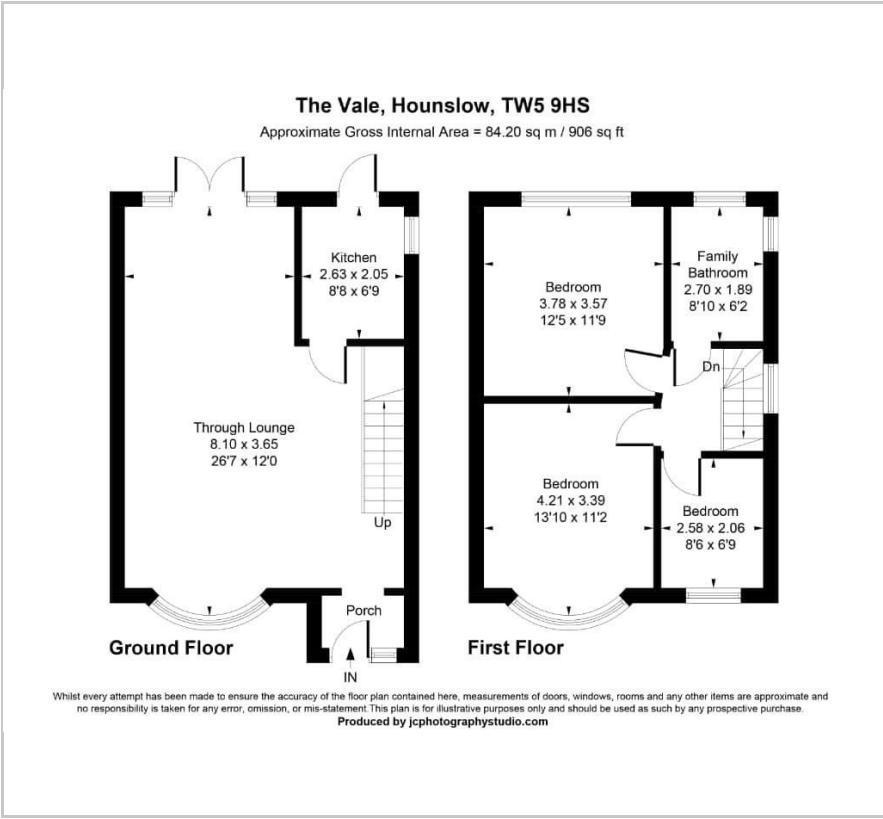 The Vale, Hounslow, TW5 9HS
Approximate Gross Internal Area = 84.20 sq m / 906 sq ft
Kitchen
2.63 x 2.05
8'8 x 6'9
Through Lounge
8.10 x 3.65
26'7 x 12'0
Up
Porch
IN
Ground Floor
Bedroom
3.78 x 3.57
12'5 x 11'9
Family
Bathroom
2.70 x 1.89
8'10 x 6'2
Dn
Bedroom
4.21 x 3.39
13'10 x 11'2
Bedroom
2.58 x 2.06
8'6 x 6'9
First Floor
Whilst every attempt has been made to ensure the accuracy of the floor plan contained here, measurements of doors, windows, rooms and any other items are approximate and
no responsibility is taken for any error, omission, or mis-statement.This plan is for illustrative purposes only and should be used as such by any prospective purchase.
Produced by jcphotographystudio.com